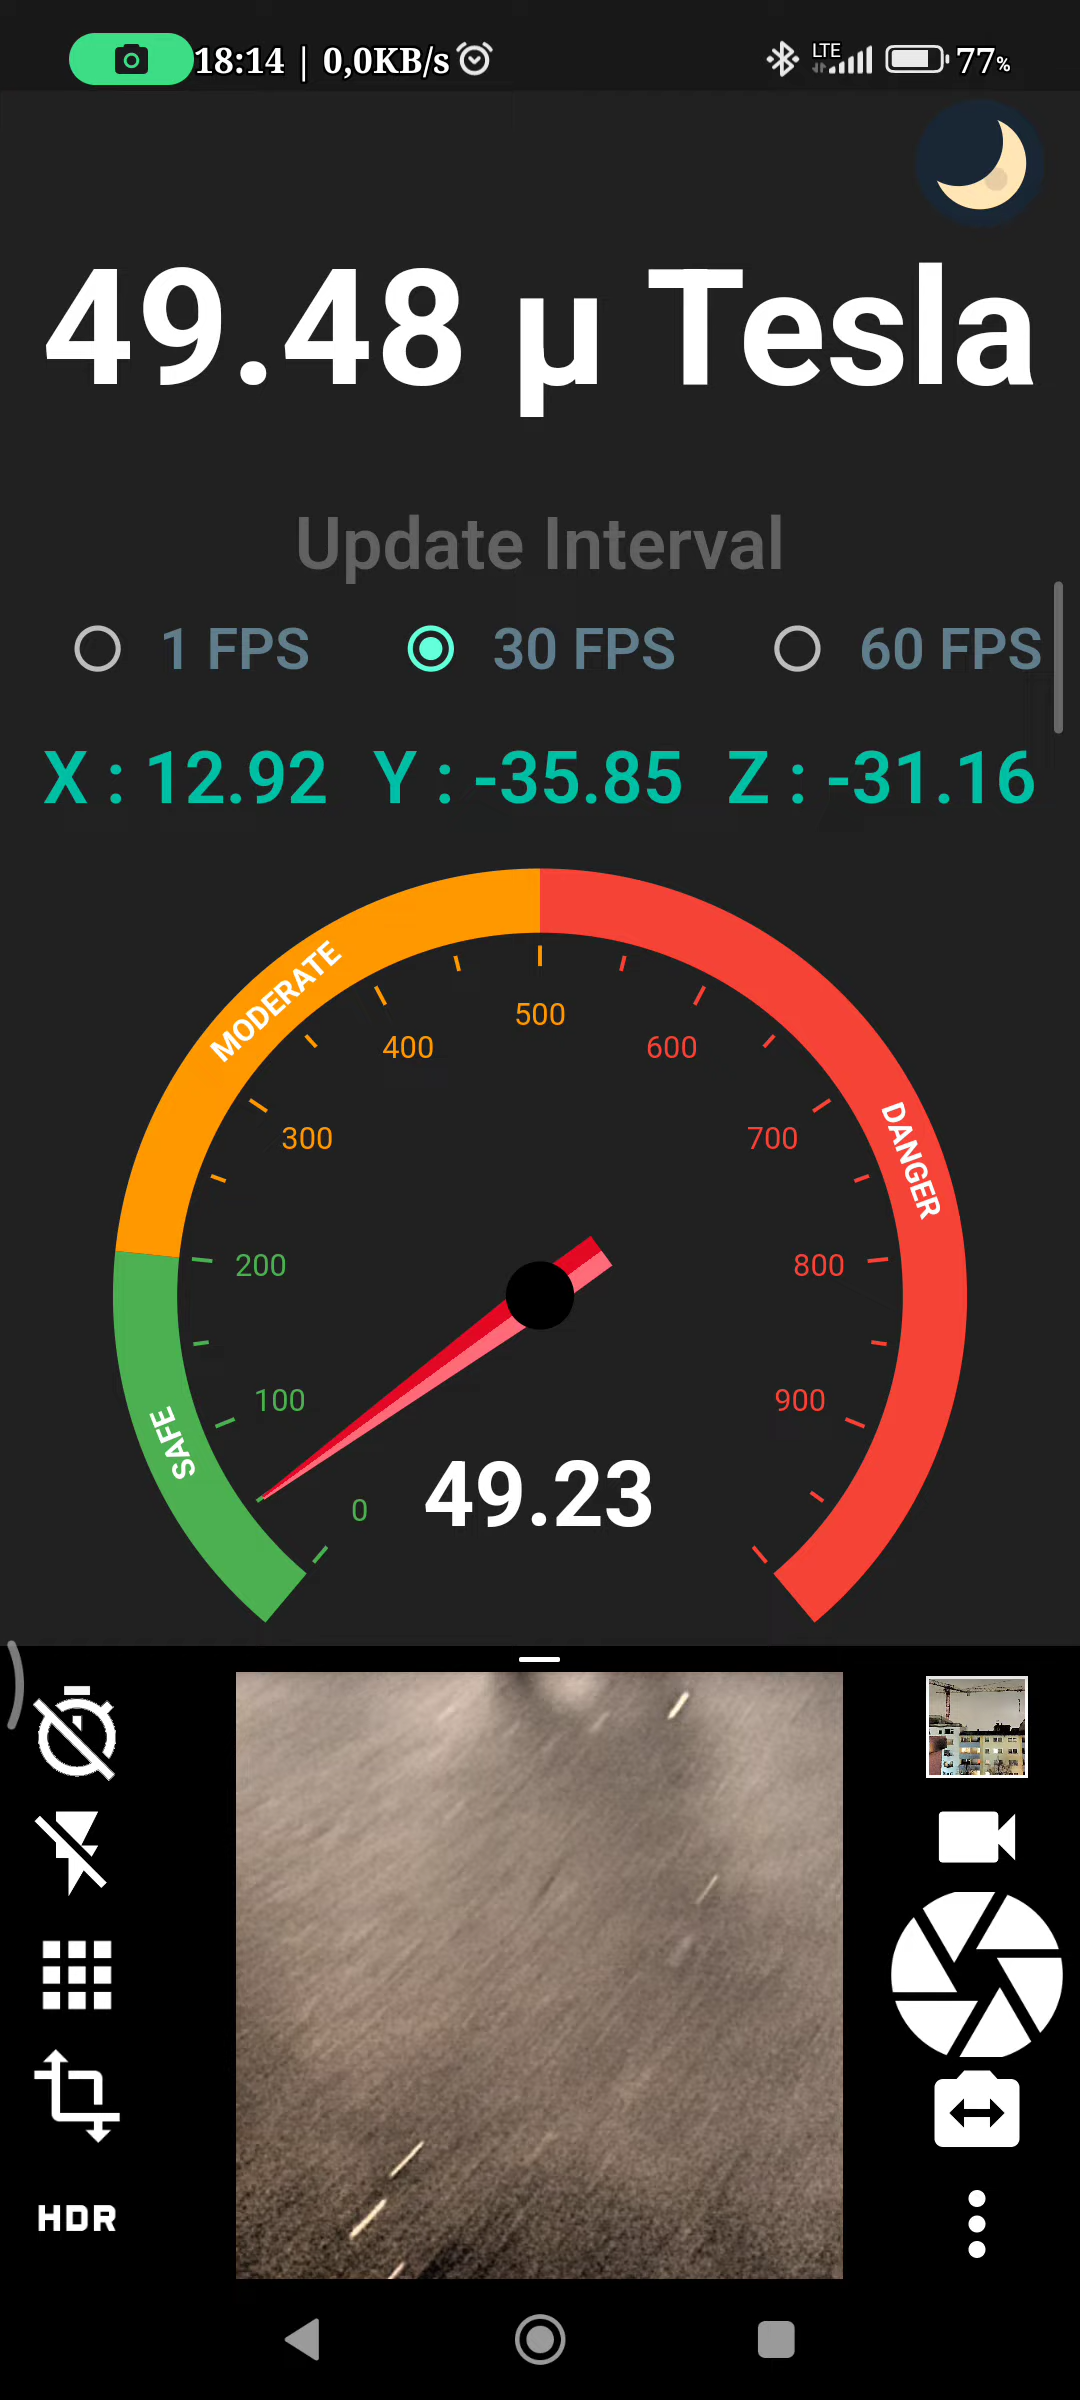 18:14 | 0,0KB/s LTE 77%
49.48 µ Tesla
Update Interval
1 FPS 30 FPS 60 FPS
X : 12.92 Y : -35.85 Z : -31.16
MODERATE
DANGER
SAFE
500
400 600
300 700
200 800
100 900
0 49.23
HDR